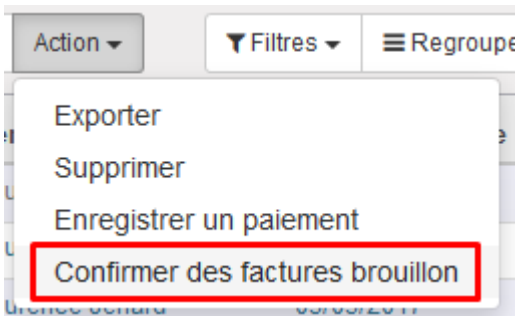 Action Filtres Regroupe
Exporter
Supprimer
Enregistrer un paiement
Confirmer des factures brouillon